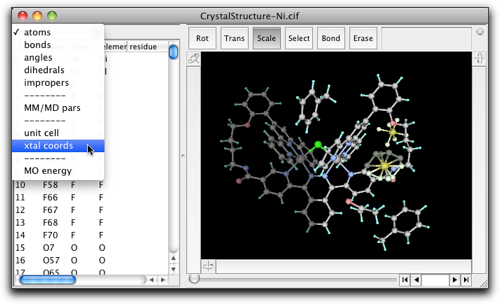 CrystalStructure-Ni.cif
✓ atoms
bonds
angles
dihedrals
impropers
--------
MM/MD pars
--------
unit cell
xtal coords
--------
MO energy
elemer residue
Rot Trans Scale Select Bond Erase
10 F58 F F
11 F66 F F
12 F67 F F
13 F68 F F
14 F70 F F
15 O7 O O
16 O57 O O
17 O65 O O